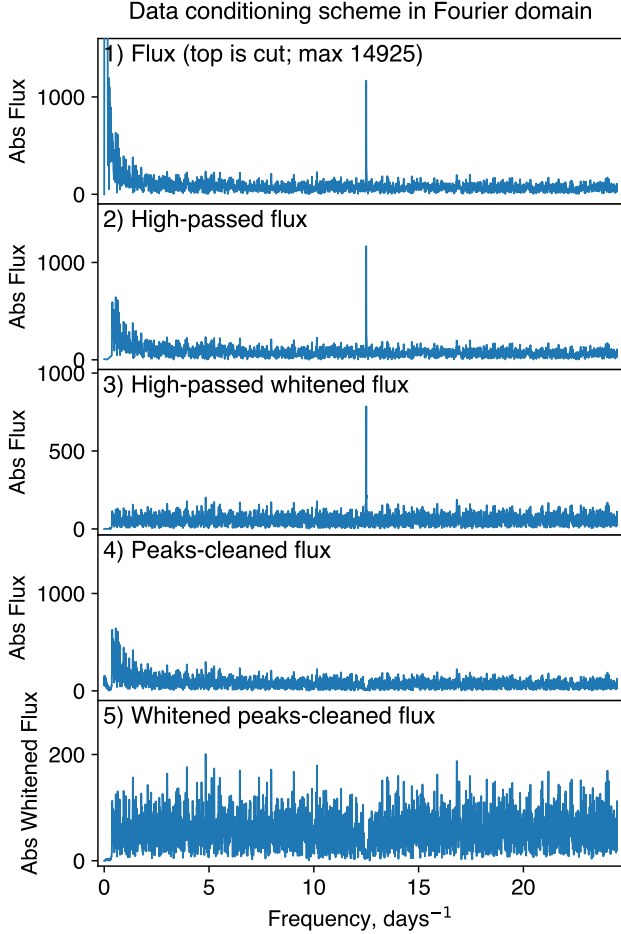 Data conditioning scheme in Fourier domain
1) Flux (top is cut; max 14925)
Abs Flux
1000
0
2) High-passed flux
Abs Flux
1000
0
3) High-passed whitened flux
Abs Flux
1000
500
0
4) Peaks-cleaned flux
Abs Flux
1000
0
5) Whitened peaks-cleaned flux
Abs Whitened Flux
200
0
0 5 10 15 20
Frequency, days⁻¹